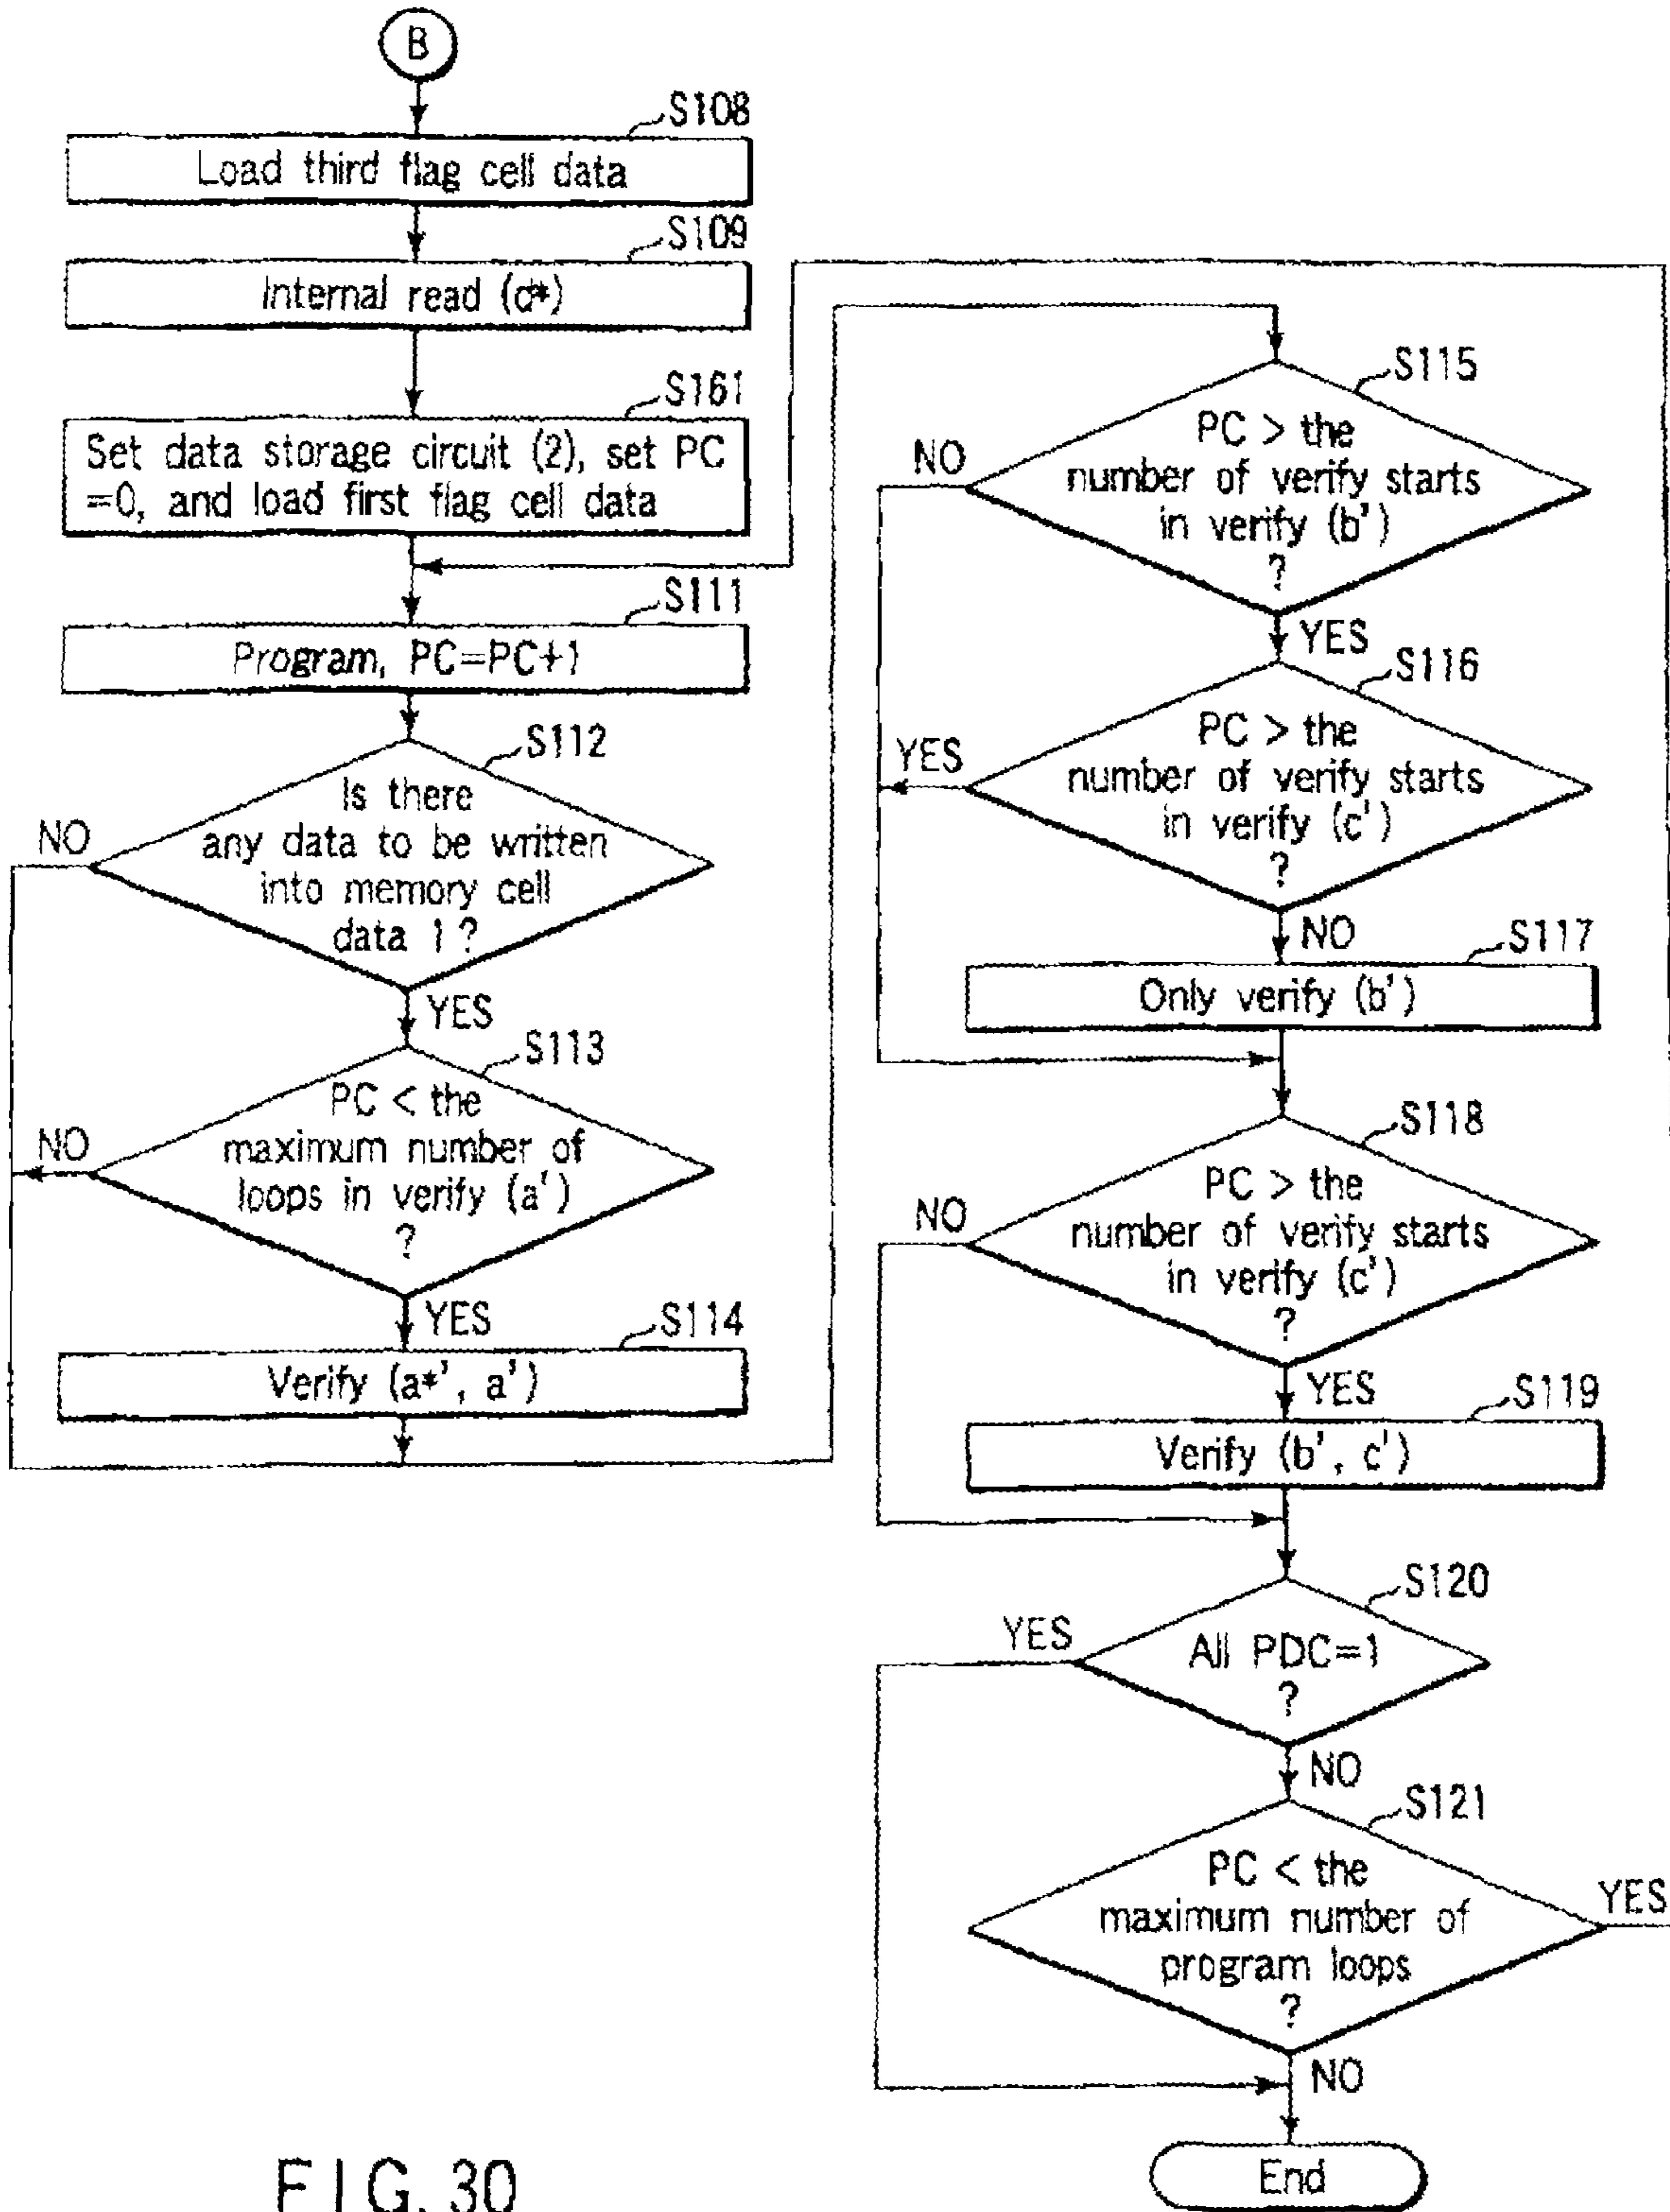 B
S108
Load third flag cell data
S109
Internal read (d*)
S161
Set data storage circuit (2), set PC
=0, and load first flag cell data
S111
Program, PC=PC+1
S112
Is there
any data to be written
into memory cell
data 1 ?
NO
YES
S113
PC < the
maximum number of
loops in verify (a')
?
NO
YES
S114
Verify (a*', a')
S115
PC > the
number of verify starts
in verify (b')
?
NO
YES
S116
PC > the
number of verify starts
in verify (c')
?
YES
NO
S117
Only verify (b')
S118
PC > the
number of verify starts
in verify (c')
?
NO
YES
S119
Verify (b', c')
S120
All PDC=1
?
YES
NO
S121
PC < the
maximum number of
program loops
?
YES
NO
End
FIG. 30